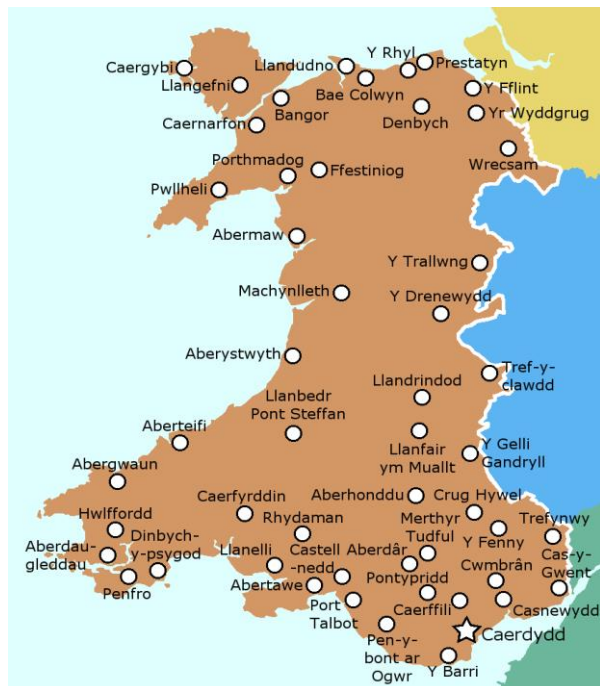 Y Rhyl
Llandudno
Prestatyn
Caergybi
Llangefni
Bae Colwyn
Y Fflint
Bangor
Denbych
Yr Wyddgrug
Caernarfon
Wrecsam
Porthmadog
Ffestiniog
Pwllheli
Abermaw
Y Trallwng
Machynlleth
Y Drenewydd
Aberystwyth
Tref-y-
clawdd
Llandrindod
Llanbedr
Pont Steffan
Aberteifi
Llanfair
ym Muallt
Y Gelli
Gandryll
Abergwaun
Caerfyrddin
Aberhonddu
Crug Hywel
Hwlffordd
Rhydaman
Merthyr
Tudful
Y Fenny
Trefynwy
Aberdau-
gleddau
Dinbych-
y-pysgod
Llanelli
Castell
-nedd
Aberdâr
Cwmbrân
Cas-y-
Gwent
Penfro
Abertawe
Pontypridd
Port
Talbot
Caerffili
Casnewydd
Pen-y-
bont ar
Ogwr
Caerdydd
Y Barri